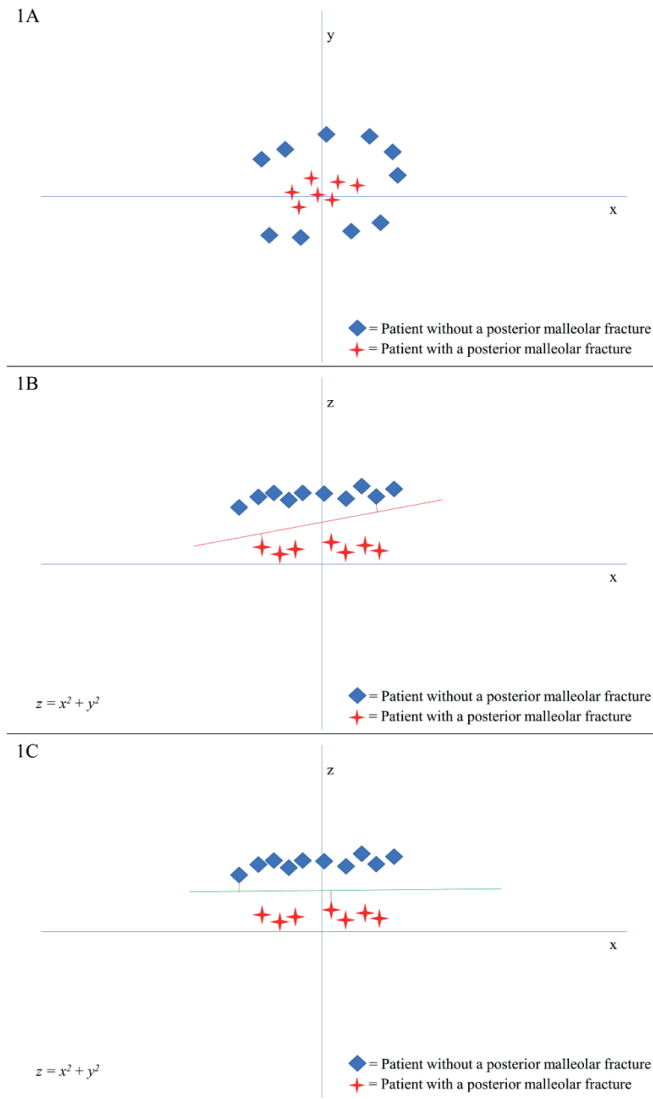 1A
y
x
= Patient without a posterior malleolar fracture
= Patient with a posterior malleolar fracture
1B
z
x
z = x² + y²
= Patient without a posterior malleolar fracture
= Patient with a posterior malleolar fracture
1C
z
x
z = x² + y²
= Patient without a posterior malleolar fracture
= Patient with a posterior malleolar fracture